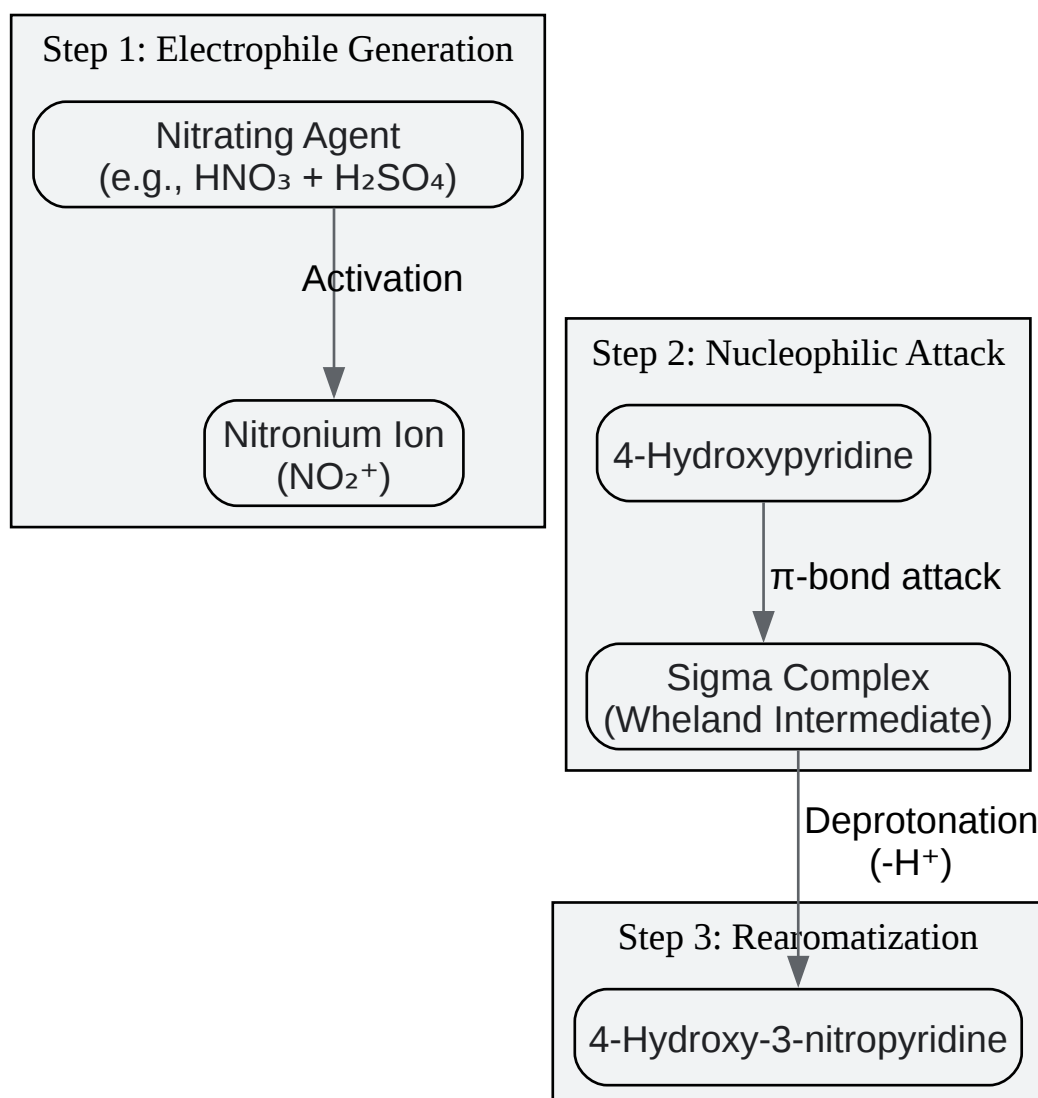 Step 1: Electrophile Generation
Nitrating Agent
(e.g., HNO₃ + H₂SO₄)
Activation
Nitronium Ion
(NO₂⁺)
Step 2: Nucleophilic Attack
4-Hydroxypyridine
π-bond attack
Sigma Complex
(Wheland Intermediate)
Deprotonation
(-H⁺)
Step 3: Rearomatization
4-Hydroxy-3-nitropyridine